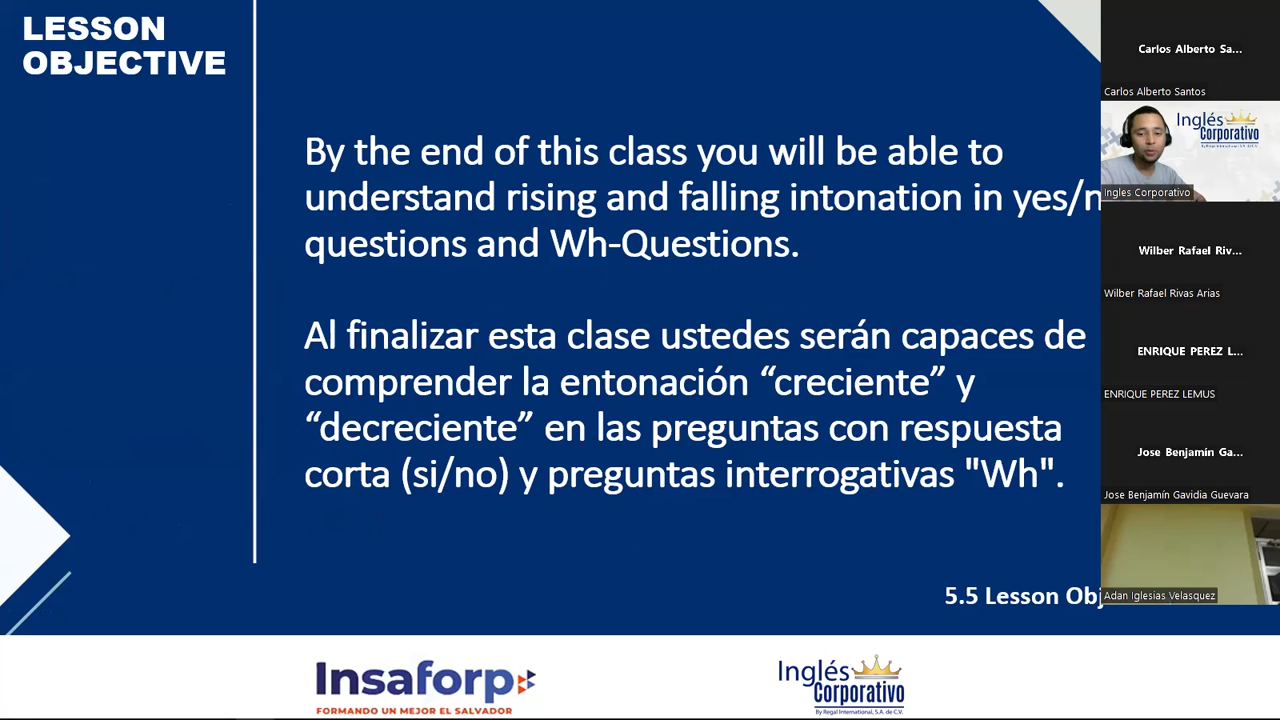 LESSON
OBJECTIVE
By the end of this class you will be able to
understand rising and falling intonation in yes/n
questions and Wh-Questions.
Al finalizar esta clase ustedes serán capaces de
comprender la entonación “creciente” y
“decreciente” en las preguntas con respuesta
corta (si/no) y preguntas interrogativas "Wh".
5.5 Lesson Obj
Insaforp
FORMANDO UN MEJOR EL SALVADOR
Inglés
Corporativo
By Regal International, S.A. de C.V.
Carlos Alberto Sa...
Carlos Alberto Santos
Inglés
Corporativo
Ingles Corporativo
Wilber Rafael Riv...
Wilber Rafael Rivas Arias
ENRIQUE PEREZ L...
ENRIQUE PEREZ LEMUS
Jose Benjamín Ga...
Jose Benjamín Gavidia Guevara
Adan Iglesias Velasquez